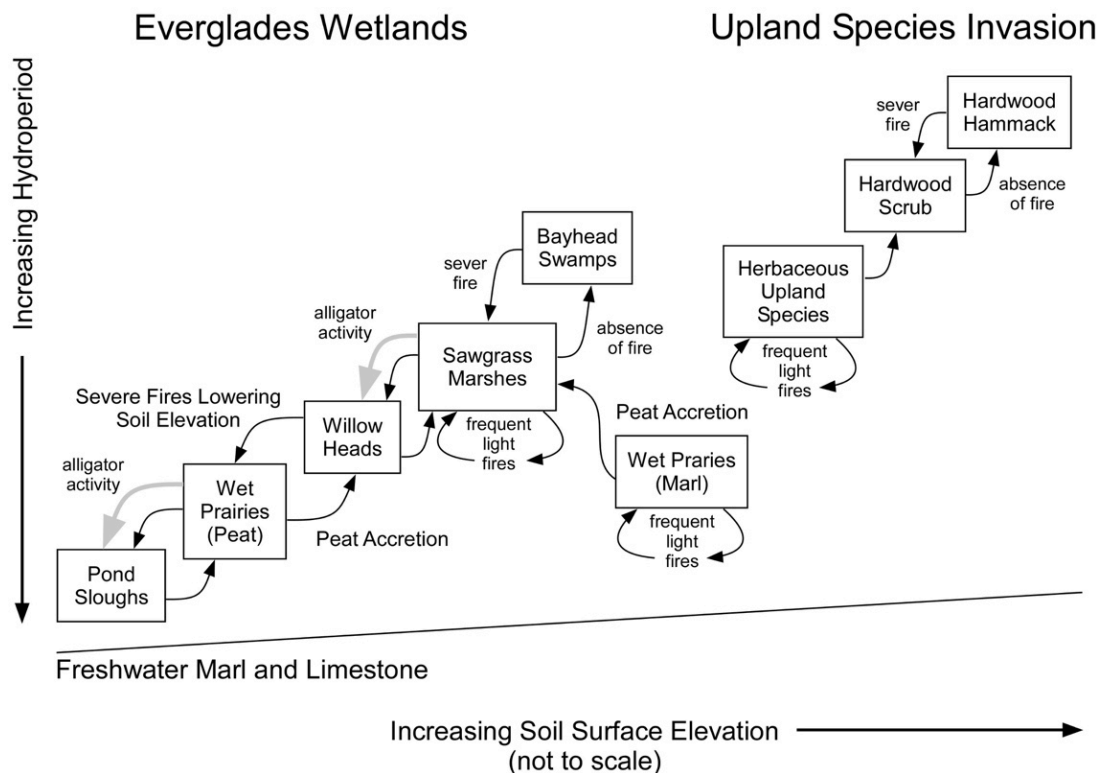 Everglades Wetlands
Upland Species Invasion
Increasing Hydroperiod
Hardwood
Hammack
sever
fire
Hardwood
Scrub
absence
of fire
Bayhead
Swamps
sever
fire
Herbaceous
Upland
Species
alligator
activity
absence
of fire
Sawgrass
Marshes
frequent
light
fires
Severe Fires Lowering
Soil Elevation
Willow
Heads
frequent
light
fires
Peat Accretion
Wet Praries
(Marl)
alligator
activity
Wet
Prairies
(Peat)
Peat Accretion
frequent
light
fires
Pond
Sloughs
Freshwater Marl and Limestone
Increasing Soil Surface Elevation
(not to scale)